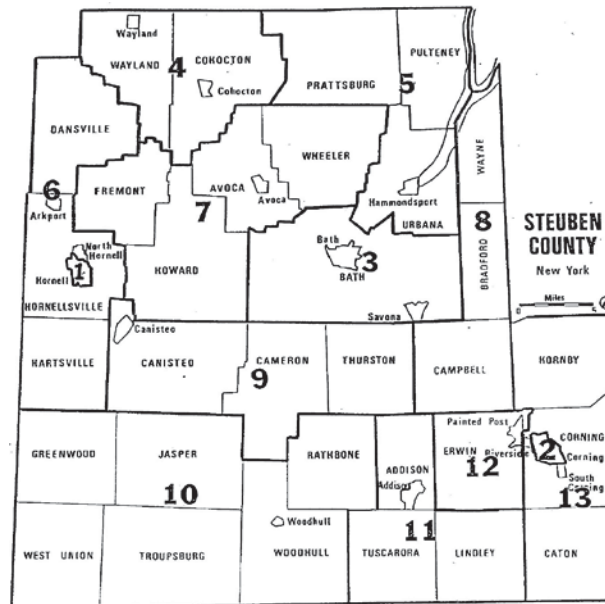 Wayland
WAYLAND
4
COHOCTON
Cohocton
PRATTSBURG
5
PULTENEY
DANSVILLE
WHEELER
WAYNE
FREMONT
AVOCA
Avoca
Hammondsport
6
Arkport
7
URBANA
8
STEUBEN
COUNTY
New York
North
Hornell
1
Hornell
HOWARD
Bath
3
BATH
BRADFORD
Miles
0 5
HORNELLSVILLE
Savona
Canisteo
HARTSVILLE
CANISTEO
CAMERON
THURSTON
CAMPBELL
HORNBY
9
Painted Post
CORNING
GREENWOOD
JASPER
RATHBONE
ADDISON
ERWIN
Riverside
2
Corning
12
Addison
South
Corning
10
13
Woodhull
11
WEST UNION
TROUPSBURG
WOODHULL
TUSCARORA
LINDLEY
CATON